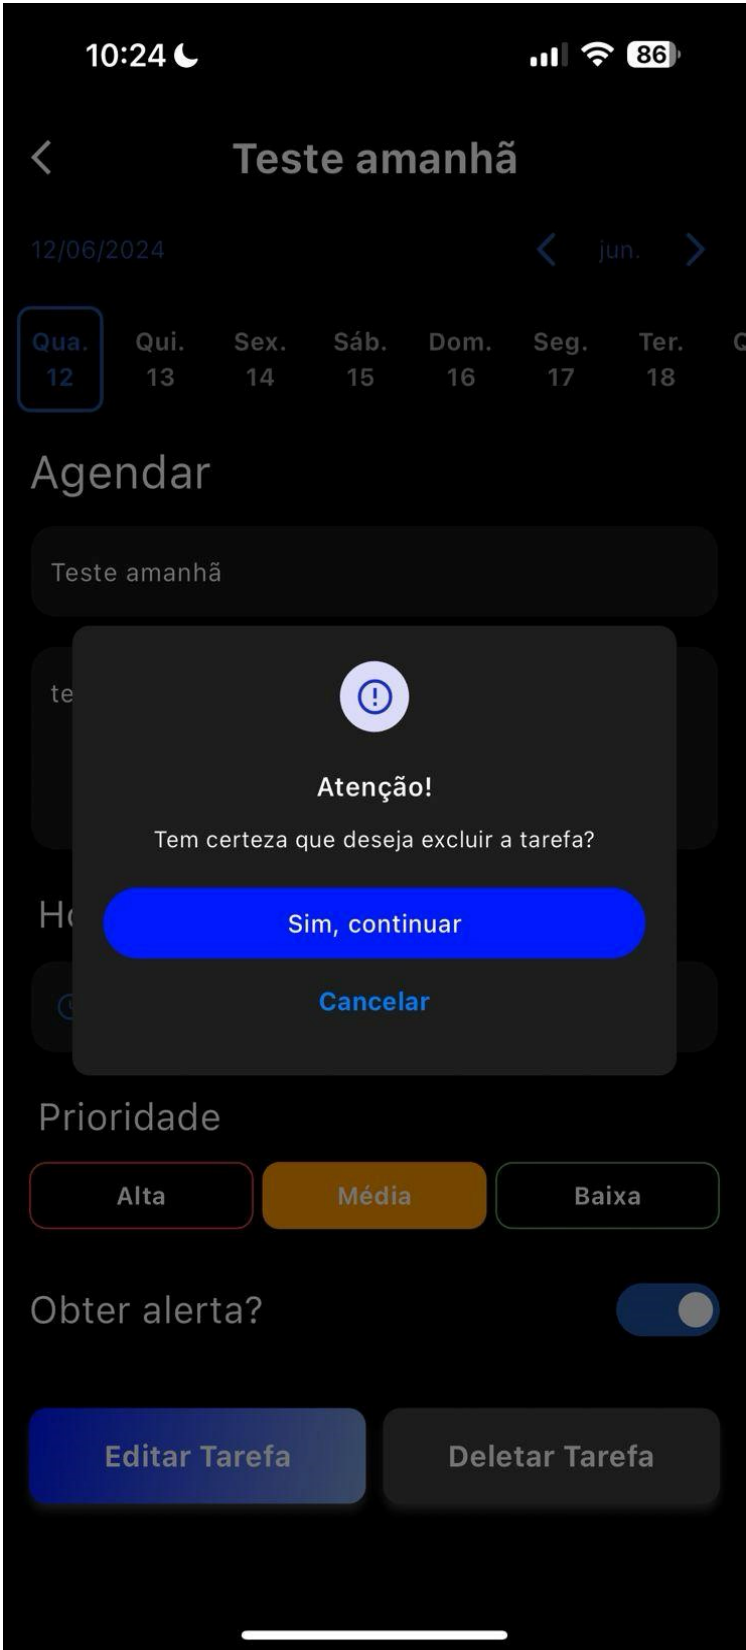 10:24
86
Teste amanhã
12/06/2024
jun.
Qua. Qui. Sex. Sáb. Dom. Seg. Ter. Q
12 13 14 15 16 17 18
Agendar
Teste amanhã
te
Atenção!
Tem certeza que deseja excluir a tarefa?
Sim, continuar
Cancelar
Ho
Prioridade
Alta Média Baixa
Obter alerta?
Editar Tarefa Deletar Tarefa